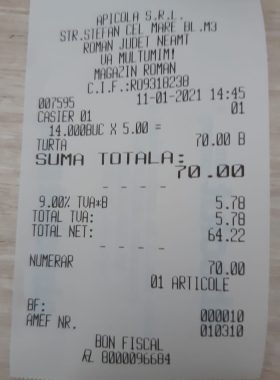 APICOLA S.R.L.
STR.STEFAN CEL MARE BL.M3
ROMAN JUDET NEAMT
VA MULTUMIM!
MAGAZIN ROMAN
C.I.F.:RO9318238
007595 11-01-2021 14:45
CASIER 01 01
14.000BUC X 5.00 =
TURTA 70.00 B
SUMA TOTALA:
70.00
- - - -
9.00% TVA*B 5.78
TOTAL TVA: 5.78
TOTAL NET: 64.22
- - - -
NUMERAR 70.00
01 ARTICOLE
BF: 000010
AMEF NR. 010310
BON FISCAL
RL 8000096684